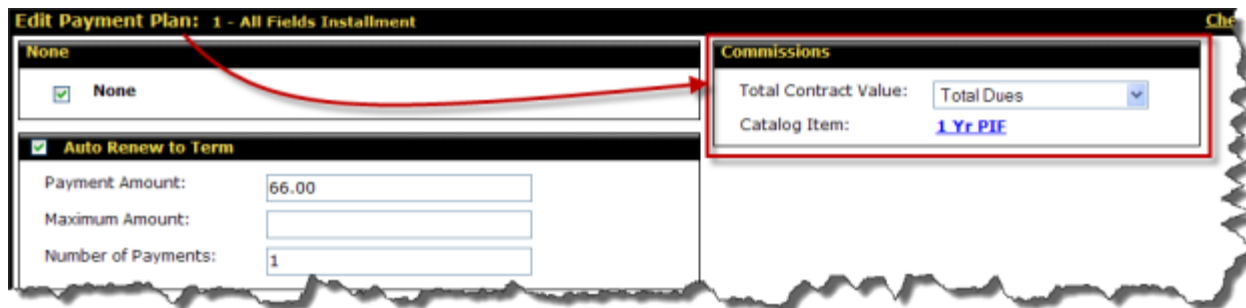 Edit Payment Plan: 1 - All Fields Installment
None
None
Auto Renew to Term
Payment Amount: 66.00
Maximum Amount:
Number of Payments: 1
Commissions
Total Contract Value: Total Dues
Catalog Item: 1 Yr PIF